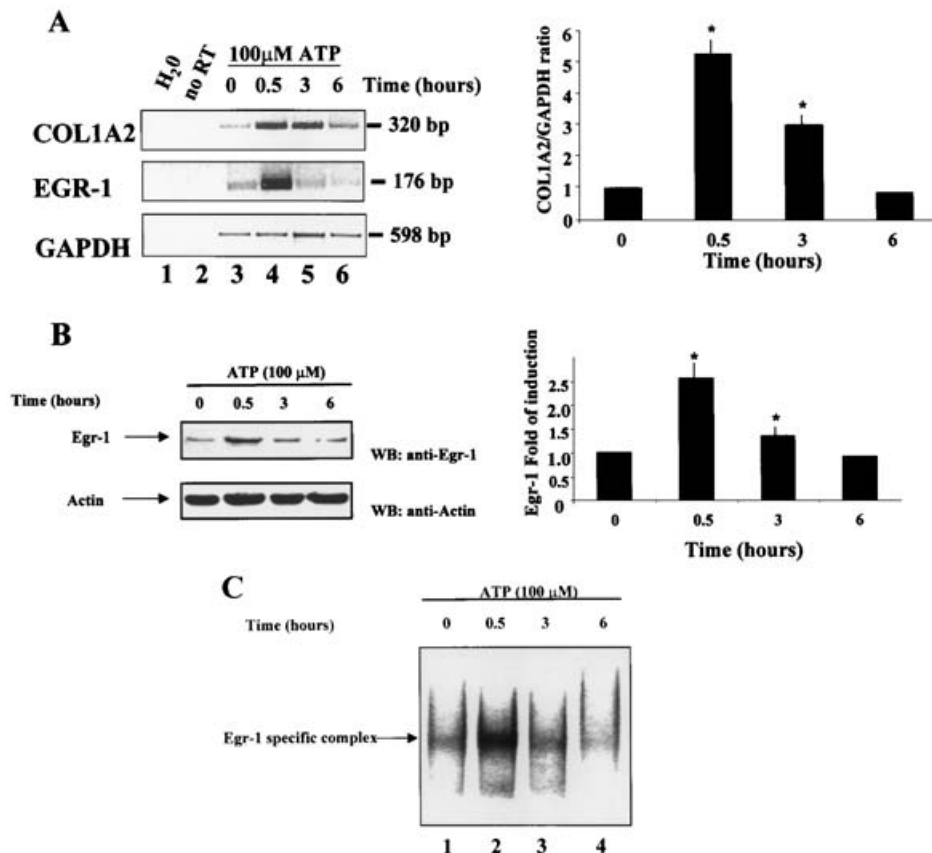 A
H20
no RT
100µM ATP
0 0.5 3 6 Time (hours)
COL1A2 320 bp
EGR-1 176 bp
GAPDH 598 bp
1 2 3 4 5 6
COL1A2/GAPDH ratio
6
5
4
3
2
1
0
* *
0 0.5 3 6
Time (hours)
B
ATP (100 µM)
Time (hours) 0 0.5 3 6
Egr-1
WB: anti-Egr-1
Actin
WB: anti-Actin
Egr-1 Fold of induction
2.5
2.0
1.5
1.0
0.5
0
* *
0 0.5 3 6
Time (hours)
C
ATP (100 µM)
Time (hours) 0 0.5 3 6
Egr-1 specific complex
1 2 3 4